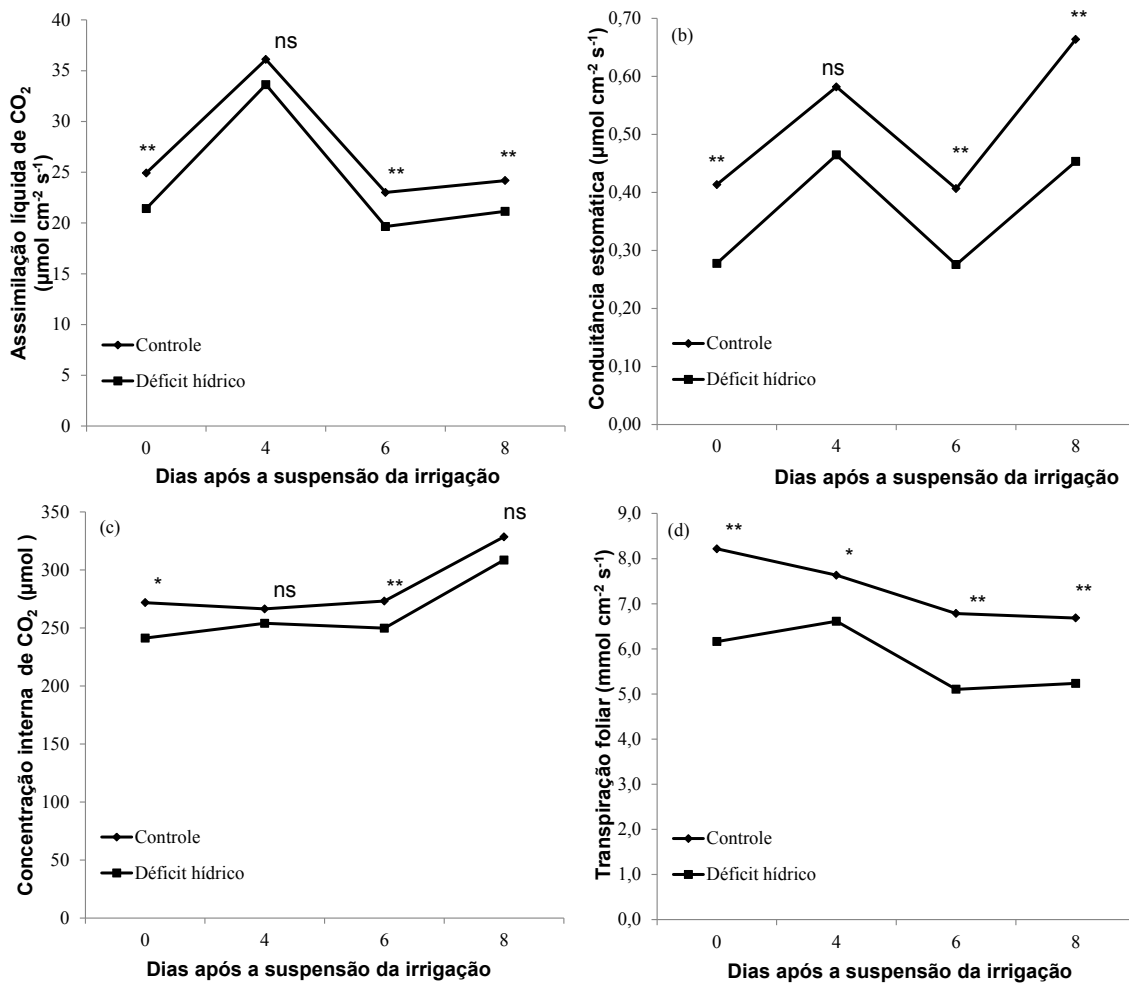 Asssimilação líquida de CO₂
(µmol cm⁻² s⁻¹)
40
35
30
25
20
15
10
5
0
**
ns
**
**
Controle
Déficit hídrico
0 4 6 8
Dias após a suspensão da irrigação
(b)
Conduitância estomática (µmol cm⁻² s⁻¹)
0,70
0,60
0,50
0,40
0,30
0,20
0,10
0,00
**
ns
**
**
Controle
Déficit hídrico
0 4 6 8
Dias após a suspensão da irrigação
(c)
Concentração interna de CO₂ (µmol )
350
300
250
200
150
100
50
0
*
ns
**
ns
Controle
Déficit hídrico
0 4 6 8
Dias após a suspensão da irrigação
(d)
Transpiração foliar (mmol cm⁻² s⁻¹)
9,0
8,0
7,0
6,0
5,0
4,0
3,0
2,0
1,0
0,0
**
*
**
**
Controle
Déficit hídrico
0 4 6 8
Dias após a suspensão da irrigação